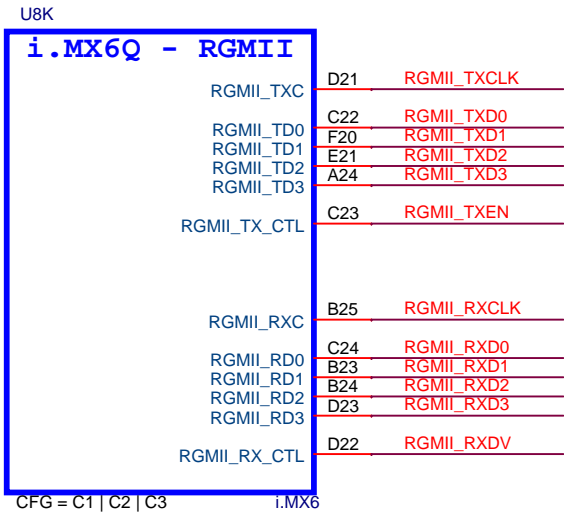 U8K
i.MX6Q - RGMII
RGMII_TXC D21 RGMII_TXCLK
RGMII_TD0 C22 RGMII_TXD0
RGMII_TD1 F20 RGMII_TXD1
RGMII_TD2 E21 RGMII_TXD2
RGMII_TD3 A24 RGMII_TXD3
RGMII_TX_CTL C23 RGMII_TXEN
RGMII_RXC B25 RGMII_RXCLK
RGMII_RD0 C24 RGMII_RXD0
RGMII_RD1 B23 RGMII_RXD1
RGMII_RD2 B24 RGMII_RXD2
RGMII_RD3 D23 RGMII_RXD3
RGMII_RX_CTL D22 RGMII_RXDV
CFG = C1 | C2 | C3 i.MX6